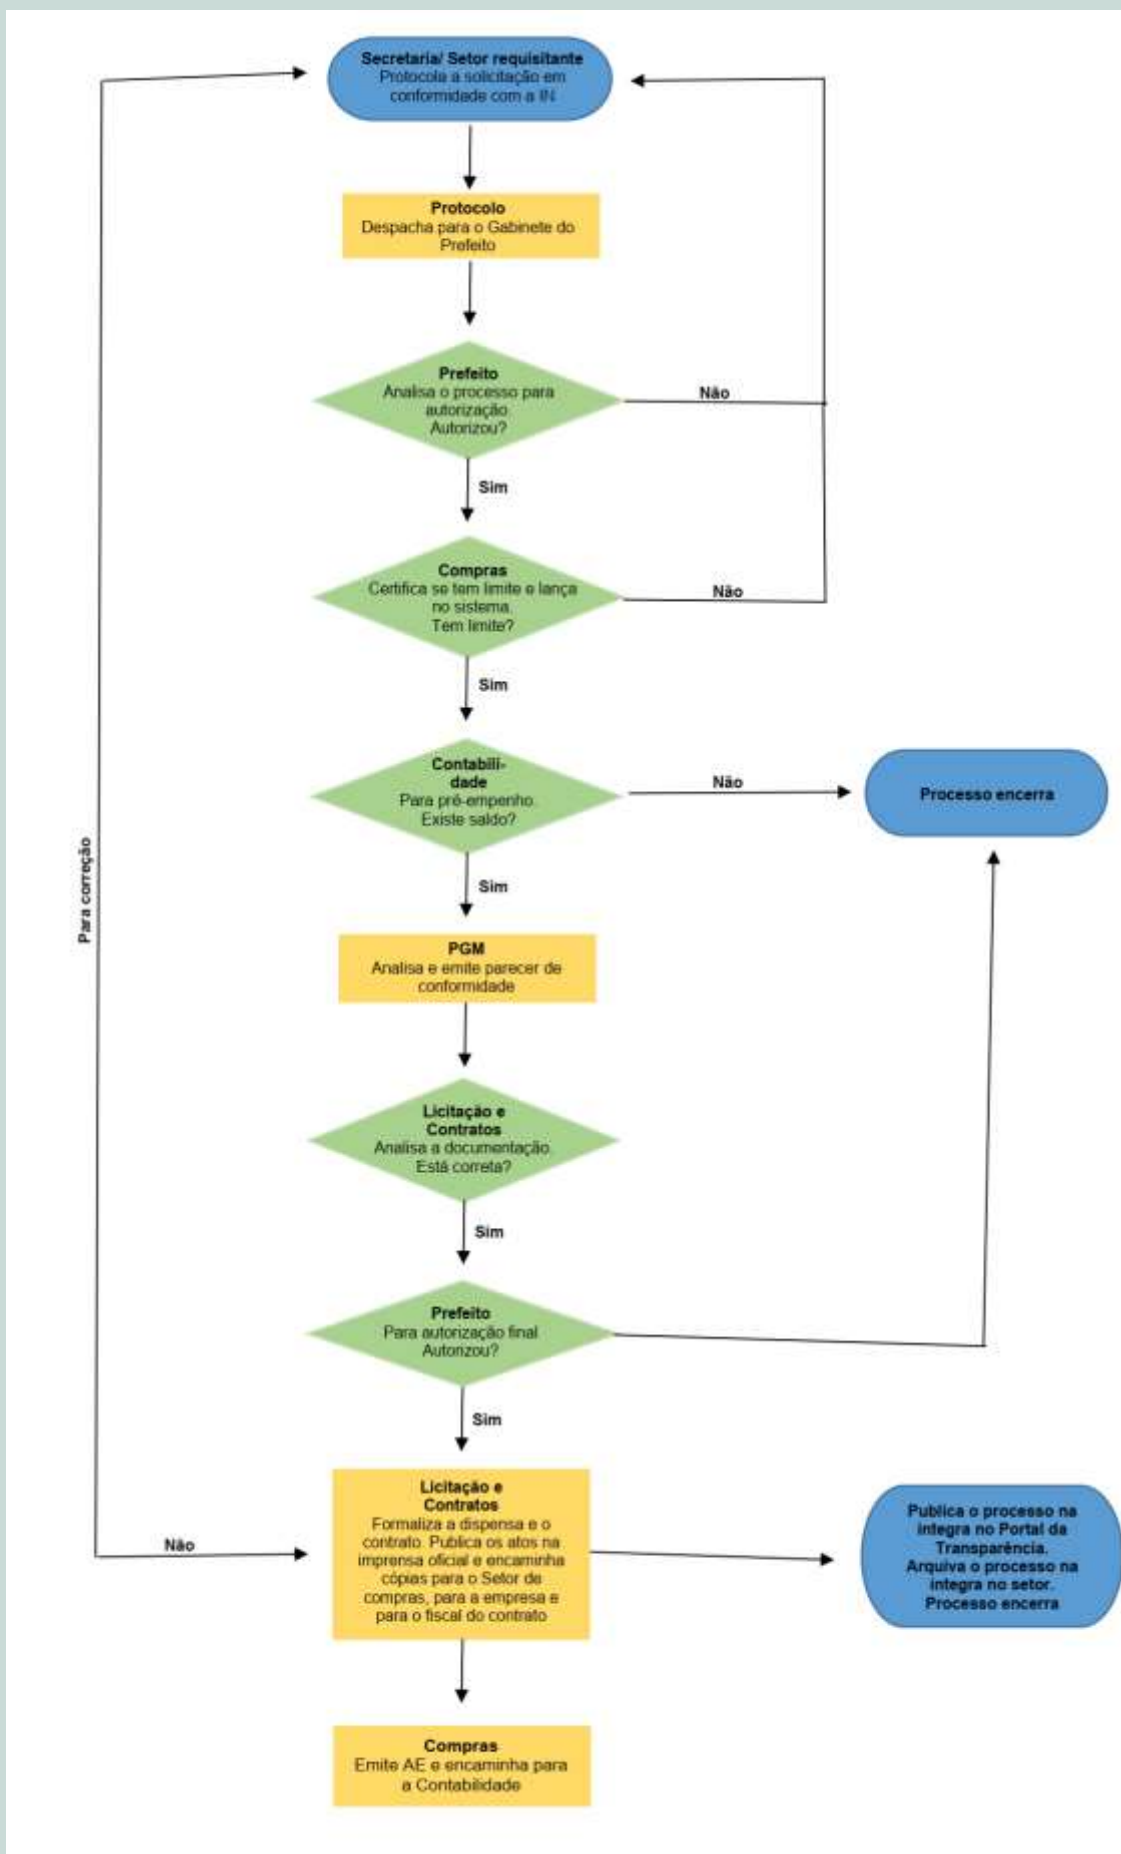 Secretaria/ Setor requisitante
Protocola a solicitação em
conformidade com a IN
Protocolo
Despacha para o Gabinete do
Prefeito
Prefeito
Analisa o processo para
autorização
Autorizou?
Não
Sim
Compras
Certifica se tem limite e lança
no sistema.
Tem limite?
Não
Sim
Contabili-
dade
Para pré-empenho.
Existe saldo?
Não
Processo encerra
Sim
Para correção
PGM
Analisa e emite parecer de
conformidade
Licitação e
Contratos
Analisa a documentação.
Está correta?
Sim
Prefeito
Para autorização final
Autorizou?
Sim
Licitação e
Contratos
Formaliza a dispensa e o
contrato. Publica os atos na
imprensa oficial e encaminha
cópias para o Setor de
compras, para a empresa e
para o fiscal do contrato
Não
Publica o processo na
integra no Portal da
Transparência.
Arquiva o processo na
integra no setor.
Processo encerra
Compras
Emite AE e encaminha para
a Contabilidade